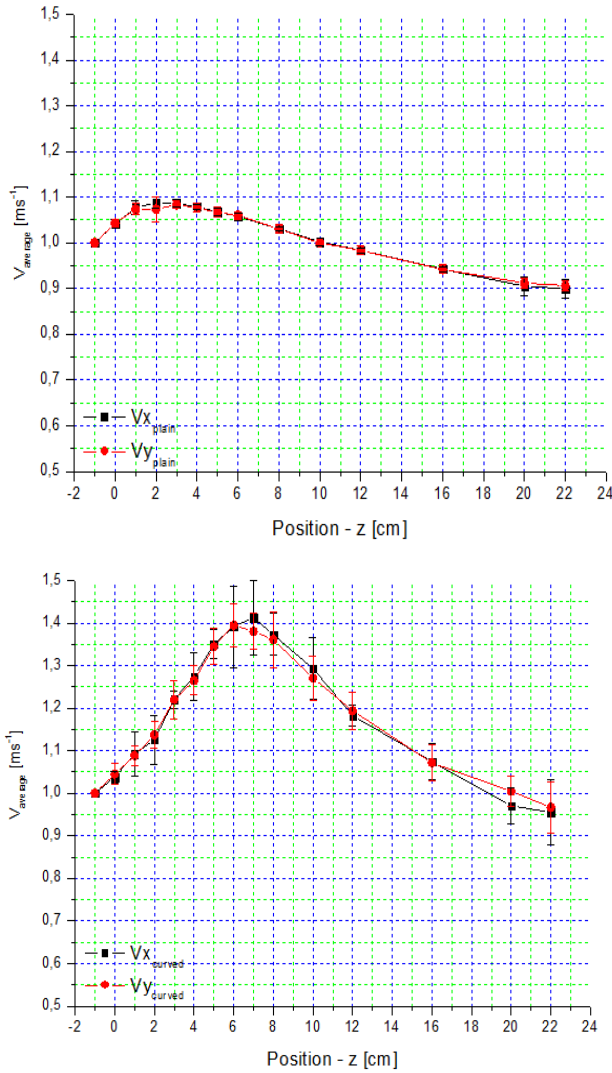 1,5
1,4
1,3
1,2
1,1
1,0
0,9
0,8
0,7
0,6
0,5
V average [ms⁻¹]
Vx plain
Vy plain
-2 0 2 4 6 8 10 12 14 16 18 20 22 24
Position - z [cm]
1,5
1,4
1,3
1,2
1,1
1,0
0,9
0,8
0,7
0,6
0,5
V average [ms⁻¹]
Vx curved
Vy curved
-2 0 2 4 6 8 10 12 14 16 18 20 22 24
Position - z [cm]